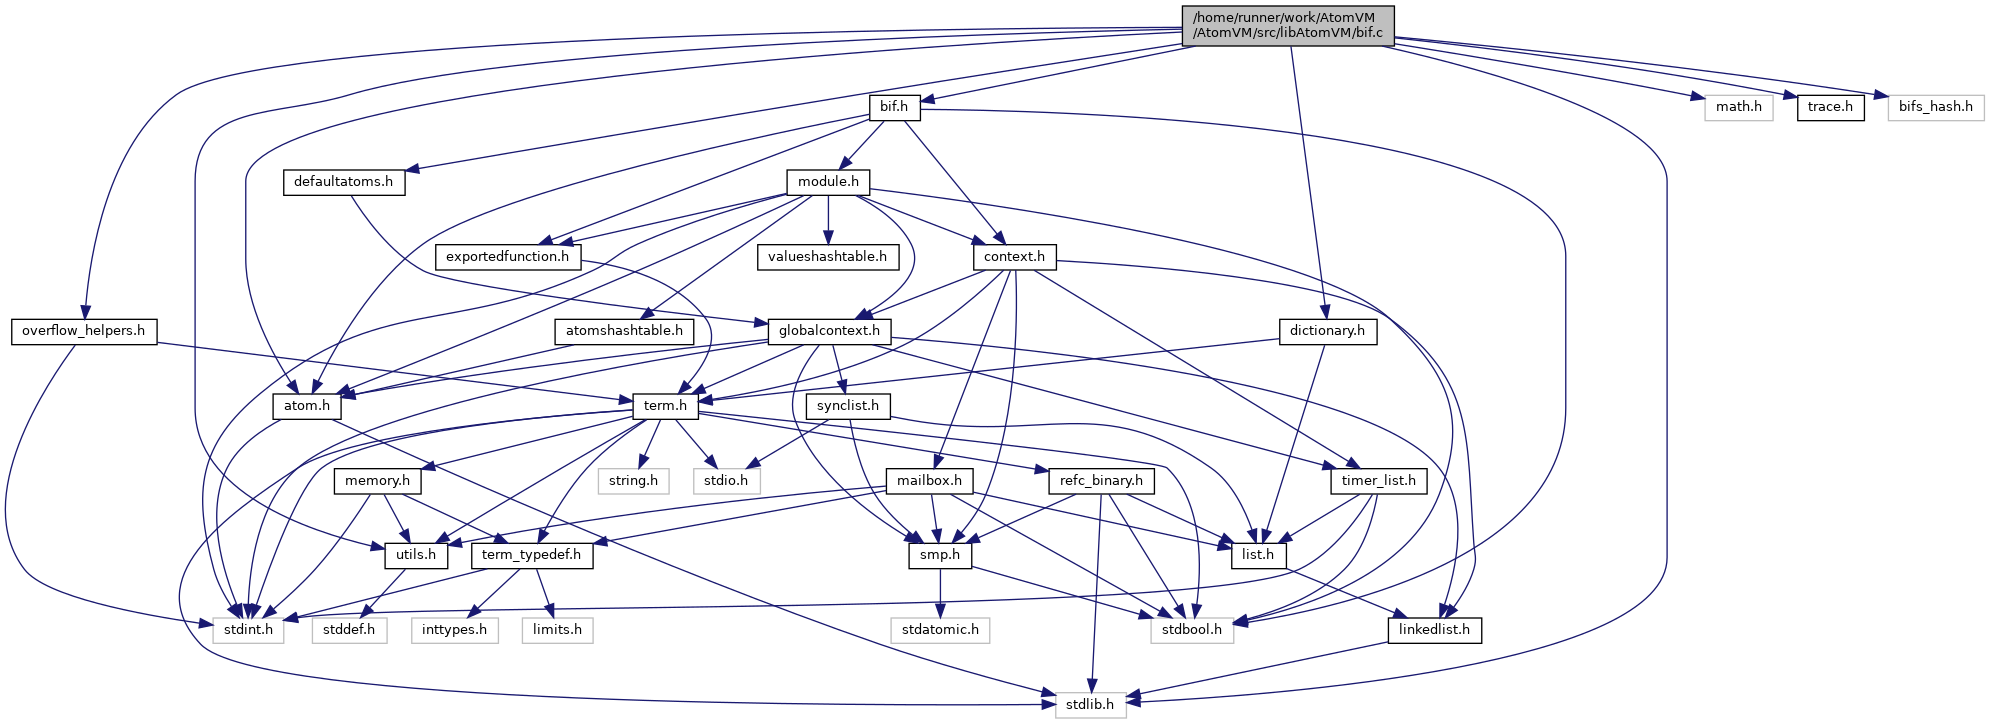 /home/runner/work/AtomVM
/AtomVM/src/libAtomVM/bif.c
bif.h
math.h
trace.h
bifs_hash.h
defaultatoms.h
module.h
exportedfunction.h
valueshashtable.h
context.h
overflow_helpers.h
atomshashtable.h
globalcontext.h
dictionary.h
atom.h
term.h
synclist.h
memory.h
string.h
stdio.h
mailbox.h
refc_binary.h
timer_list.h
utils.h
term_typedef.h
smp.h
list.h
stdint.h
stddef.h
inttypes.h
limits.h
stdatomic.h
stdbool.h
linkedlist.h
stdlib.h